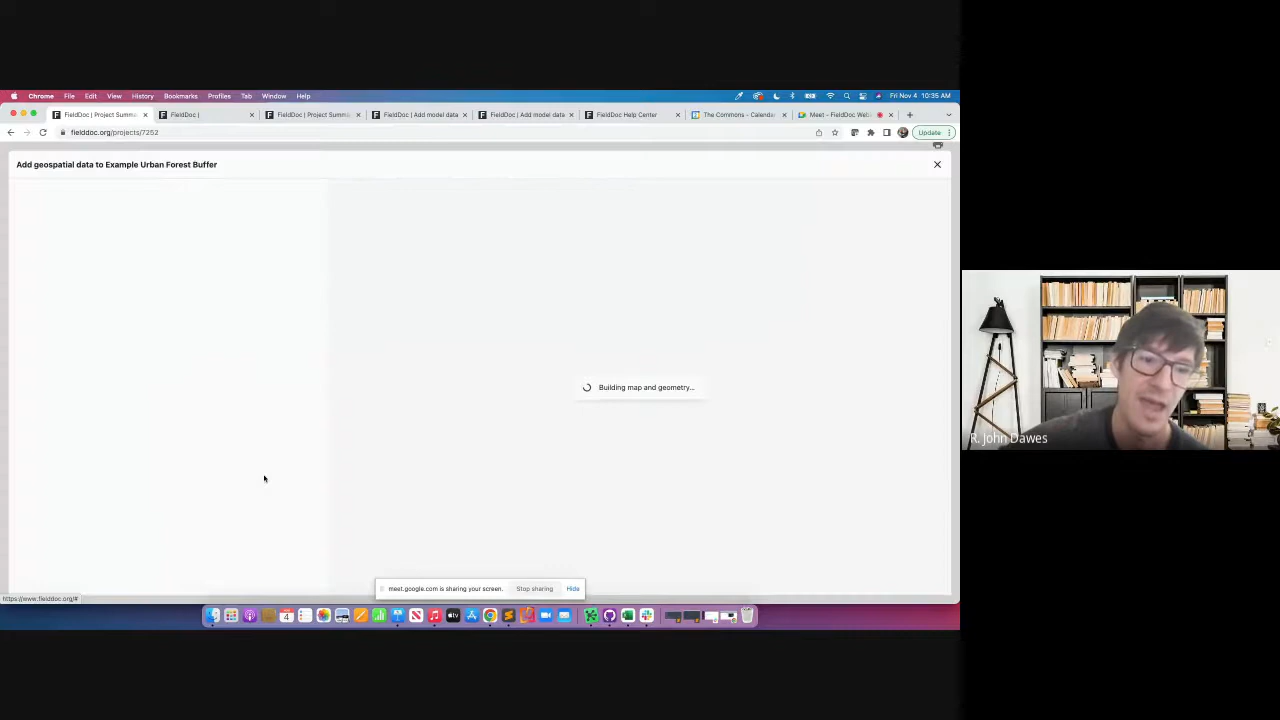 Chrome File Edit View History Bookmarks Profiles Tab Window Help Fri Nov 4 10:35 AM
FieldDoc | Project Summa FieldDoc | FieldDoc | Project Summa FieldDoc | Add model data FieldDoc | Add model data FieldDoc Help Center The Commons - Calendar Meet – FieldDoc Web
fielddoc.org/projects/7252 Update
Add geospatial data to Example Urban Forest Buffer
Building map and geometry...
R. John Dawes
meet.google.com is sharing your screen. Stop sharing Hide
https://www.fielddoc.org/#